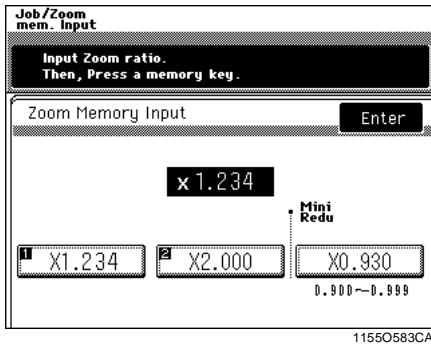 Job/Zoom
mem. Input
Input Zoom ratio.
Then, Press a memory key.
Zoom Memory Input
Enter
x1.234
Mini
Redu
1 X1.234
2 X2.000
X0.930
0.900~0.999
1155O583CA